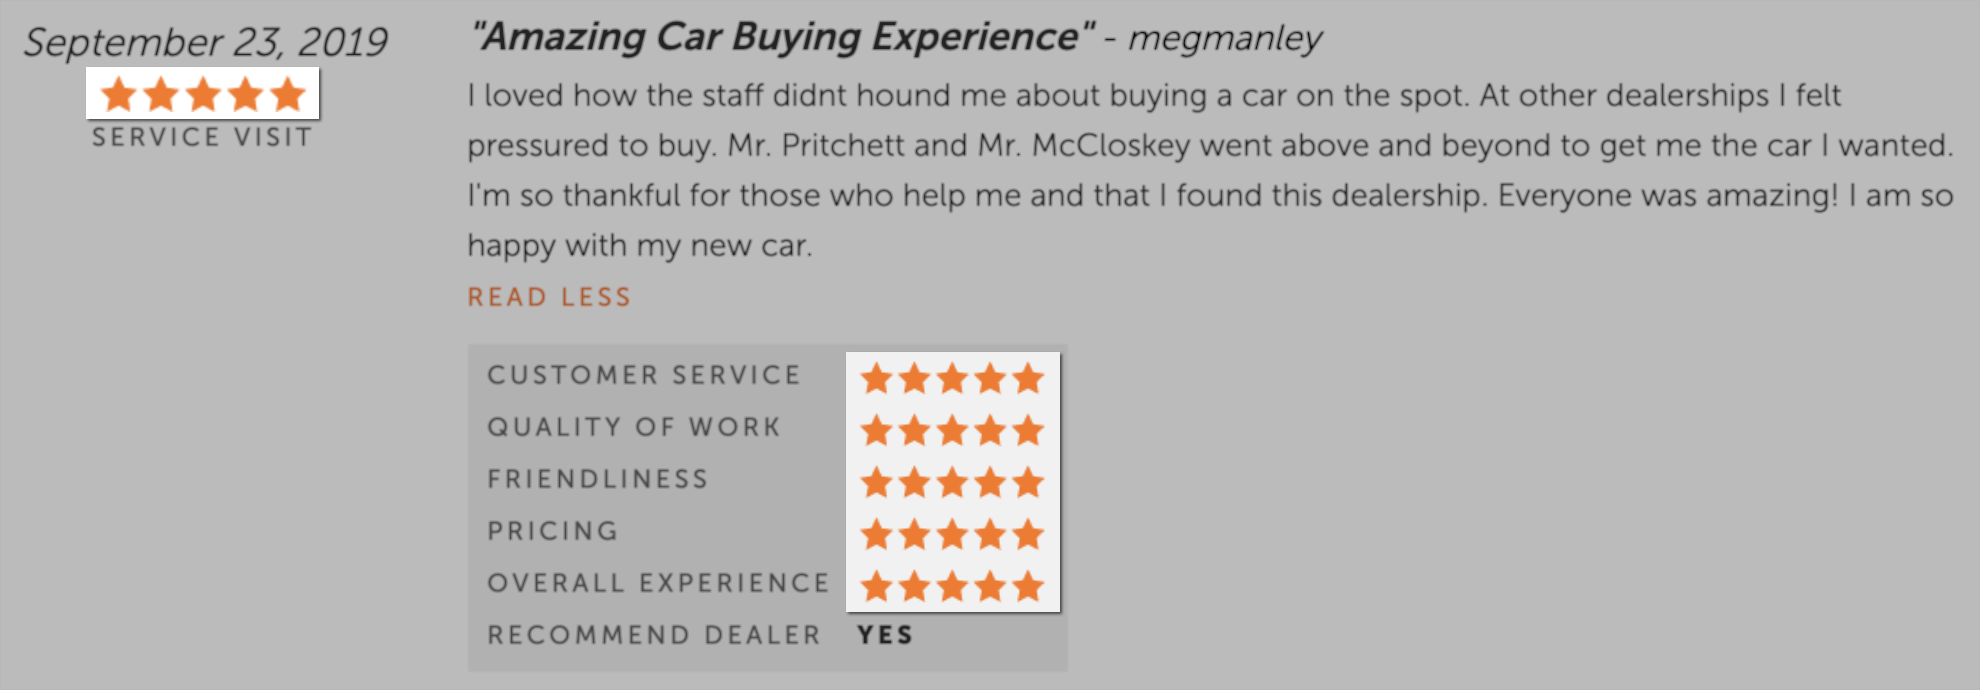 September 23, 2019
SERVICE VISIT
"Amazing Car Buying Experience" - megmanley
I loved how the staff didnt hound me about buying a car on the spot. At other dealerships I felt
pressured to buy. Mr. Pritchett and Mr. McCloskey went above and beyond to get me the car I wanted.
I'm so thankful for those who help me and that I found this dealership. Everyone was amazing! I am so
happy with my new car.
READ LESS
CUSTOMER SERVICE
QUALITY OF WORK
FRIENDLINESS
PRICING
OVERALL EXPERIENCE
RECOMMEND DEALER YES